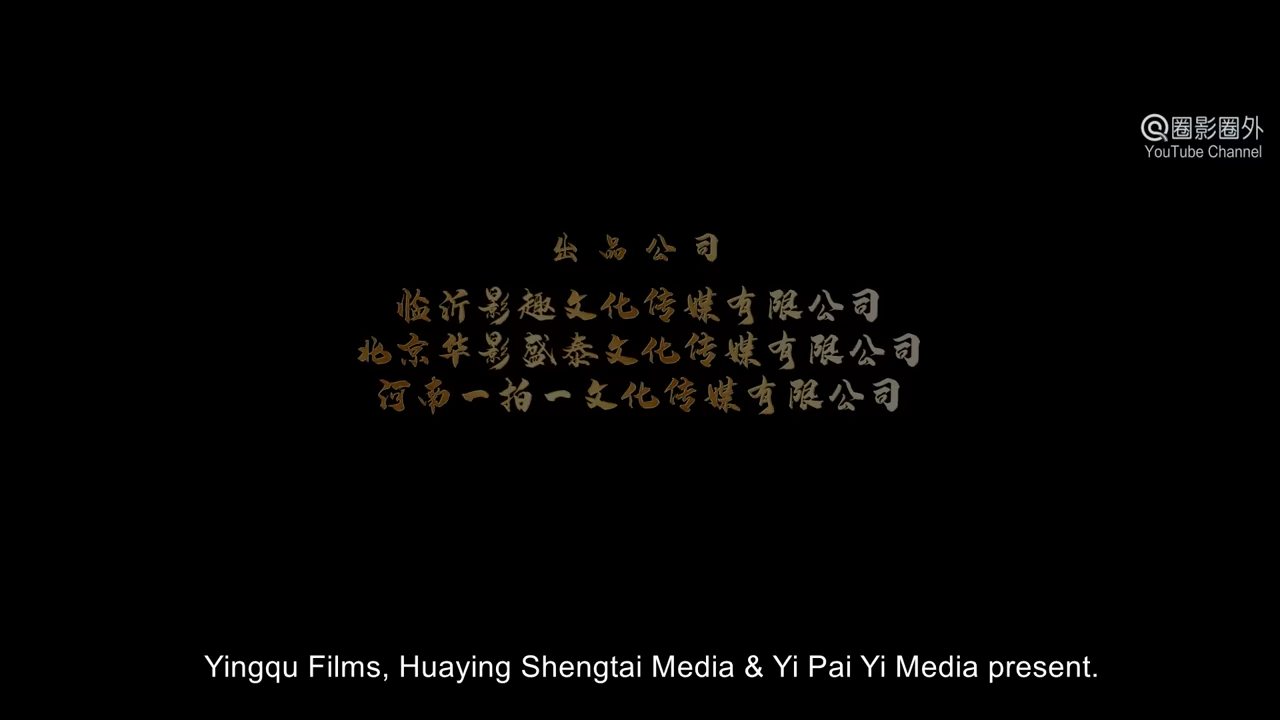 圈影圈外
YouTube Channel
出品公司
临沂影趣文化传媒有限公司
北京华影盛泰文化传媒有限公司
河南一拍一文化传媒有限公司
Yingqu Films, Huaying Shengtai Media & Yi Pai Yi Media present.